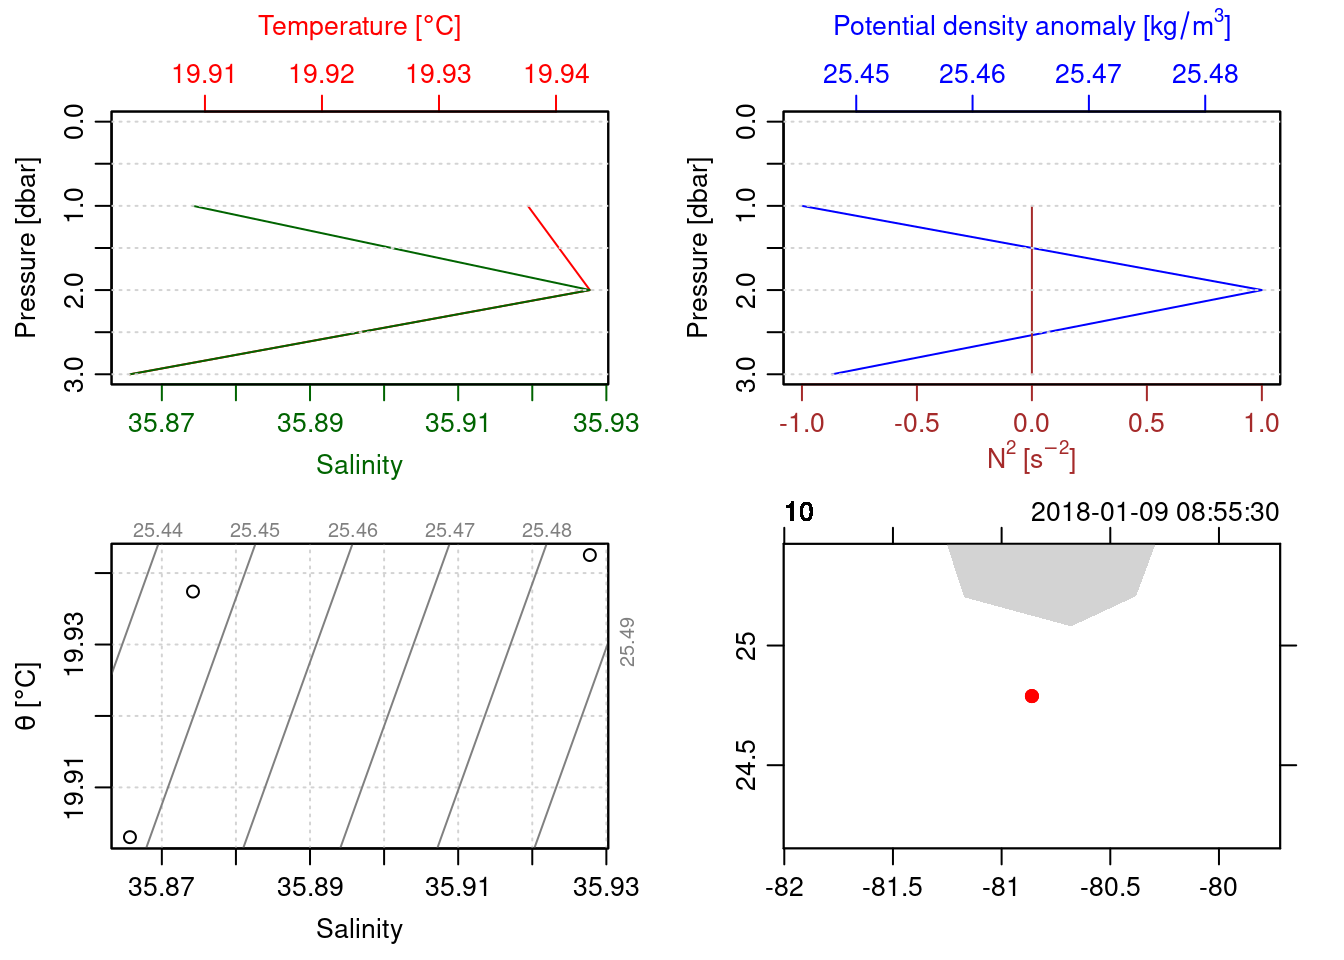 Temperature [°C]
19.91 19.92 19.93 19.94
Pressure [dbar]
0.0
1.0
2.0
3.0
35.87 35.89 35.91 35.93
Salinity
Potential density anomaly [kg/m³]
25.45 25.46 25.47 25.48
Pressure [dbar]
0.0
1.0
2.0
3.0
-1.0 -0.5 0.0 0.5 1.0
N² [s⁻²]
25.44 25.45 25.46 25.47 25.48
25.49
θ [°C]
19.93
19.91
35.87 35.89 35.91 35.93
Salinity
10 2018-01-09 08:55:30
25
24.5
-82 -81.5 -81 -80.5 -80